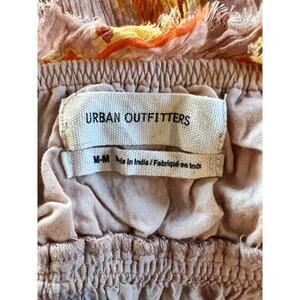 URBAN OUTFITTERS
M-M Made in India / Fabriqué en Inde